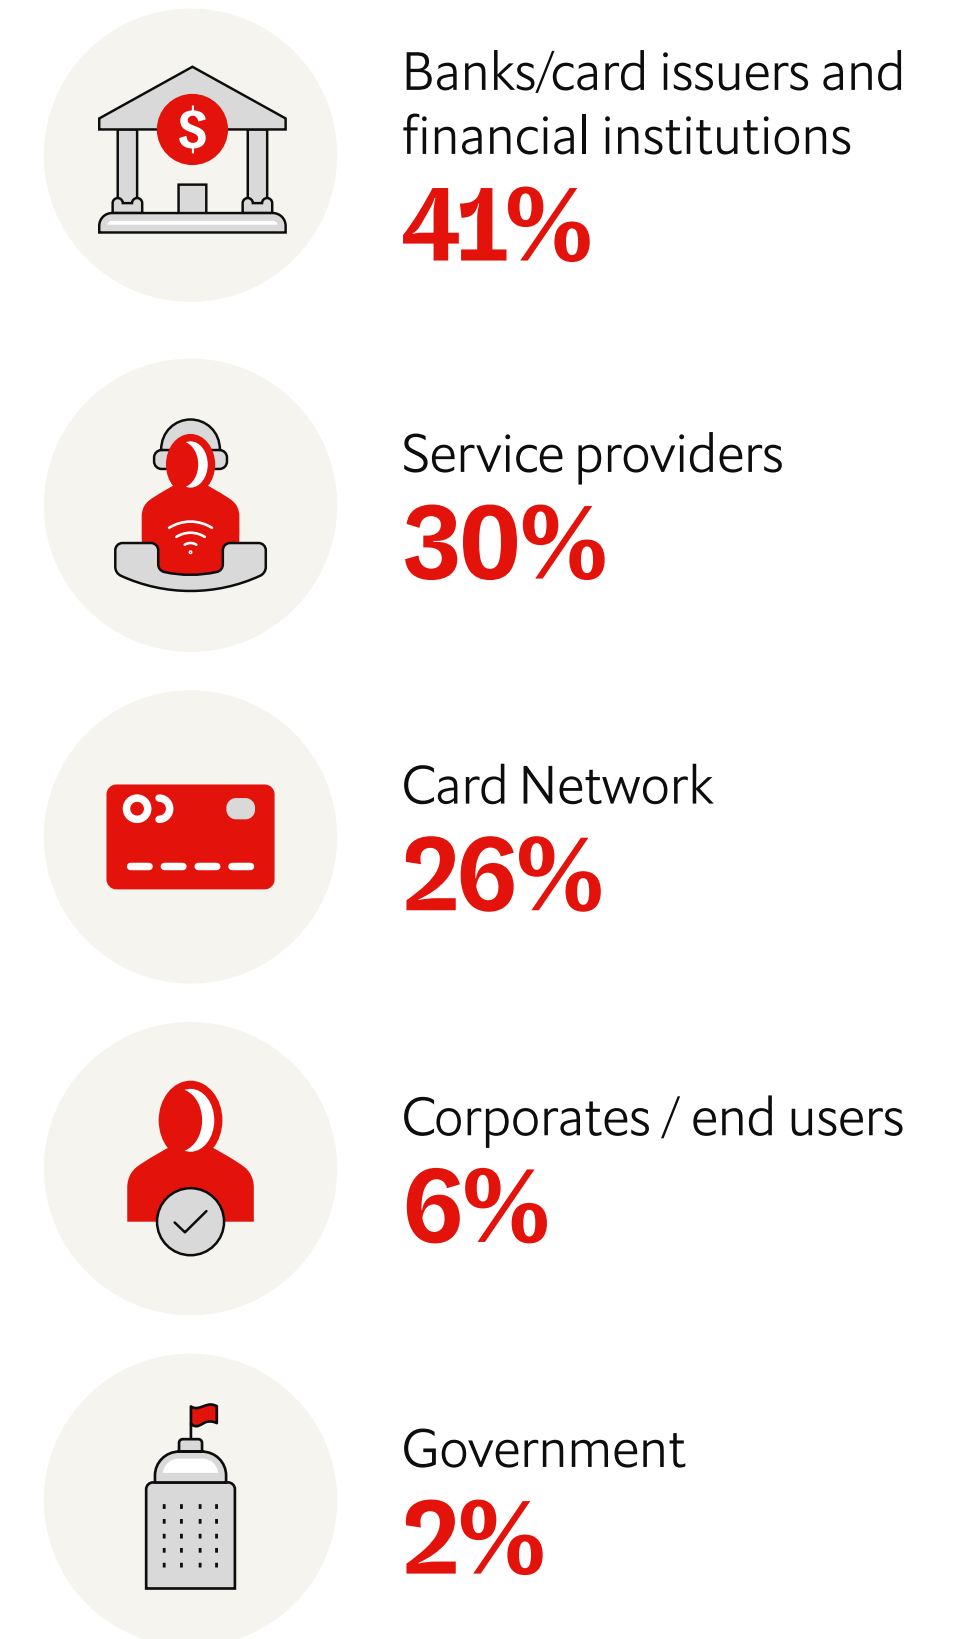 $
Banks/card issuers and
financial institutions
41%
Service providers
30%
Card Network
26%
Corporates / end users
6%
Government
2%